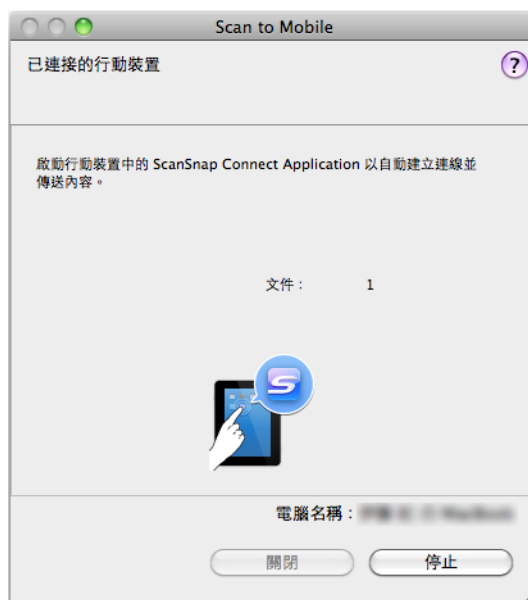 Scan to Mobile
已連接的行動裝置
?
啟動行動裝置中的 ScanSnap Connect Application 以自動建立連線並
傳送內容。
文件： 1
S
電腦名稱：
關閉 停止